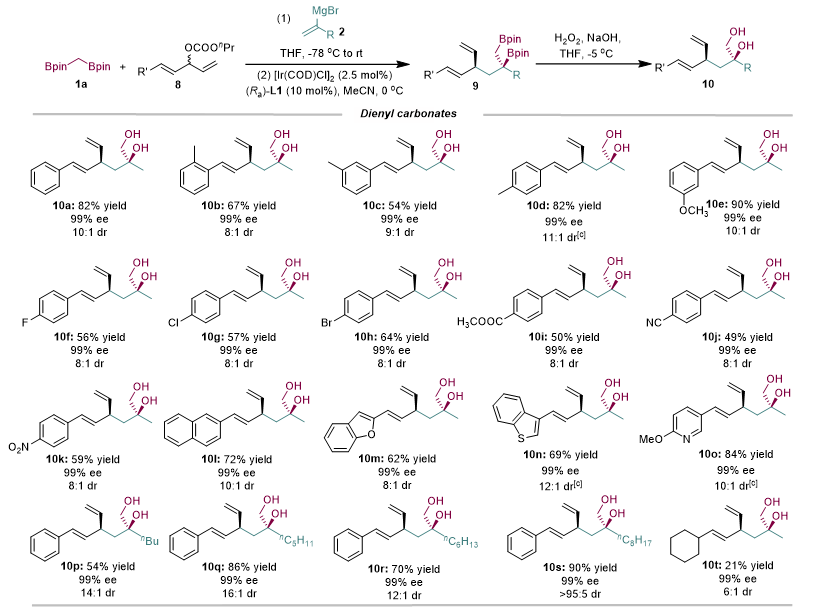 (1)
MgBr
R 2
OCOOⁿPr
Bpin Bpin + R'
THF, -78 °C to rt
(2) [Ir(COD)Cl]₂ (2.5 mol%)
(Rₐ)-L1 (10 mol%), MeCN, 0 °C
1a
8
Bpin
Bpin
R' R
9
H₂O₂, NaOH,
THF, -5 °C
OH
OH
R' R
10
Dienyl carbonates
OH OH OH OH OH
OH OH OH OH OH
OCH₃
10a: 82% yield 10b: 67% yield 10c: 54% yield 10d: 82% yield 10e: 90% yield
99% ee 99% ee 99% ee 99% ee 99% ee
10:1 dr 8:1 dr 9:1 dr 11:1 dr[c] 10:1 dr
OH OH OH OH OH
OH OH OH OH OH
F Cl Br H₃COOC NC
10f: 56% yield 10g: 57% yield 10h: 64% yield 10i: 50% yield 10j: 49% yield
99% ee 99% ee 99% ee 99% ee 99% ee
8:1 dr 8:1 dr 8:1 dr 8:1 dr 8:1 dr
OH OH OH OH OH
OH OH OH OH OH
O₂N O S MeO N
10k: 59% yield 10l: 72% yield 10m: 62% yield 10n: 69% yield 10o: 84% yield
99% ee 99% ee 99% ee 99% ee 99% ee
8:1 dr 10:1 dr 8:1 dr 12:1 dr[c] 10:1 dr[c]
OH OH OH OH OH
OH OH OH OH OH
ⁿBu ⁿC₅H₁₁ ⁿC₆H₁₃ ⁿC₈H₁₇
10p: 54% yield 10q: 86% yield 10r: 70% yield 10s: 90% yield 10t: 21% yield
99% ee 99% ee 99% ee 99% ee 99% ee
14:1 dr 16:1 dr 12:1 dr >95:5 dr 6:1 dr